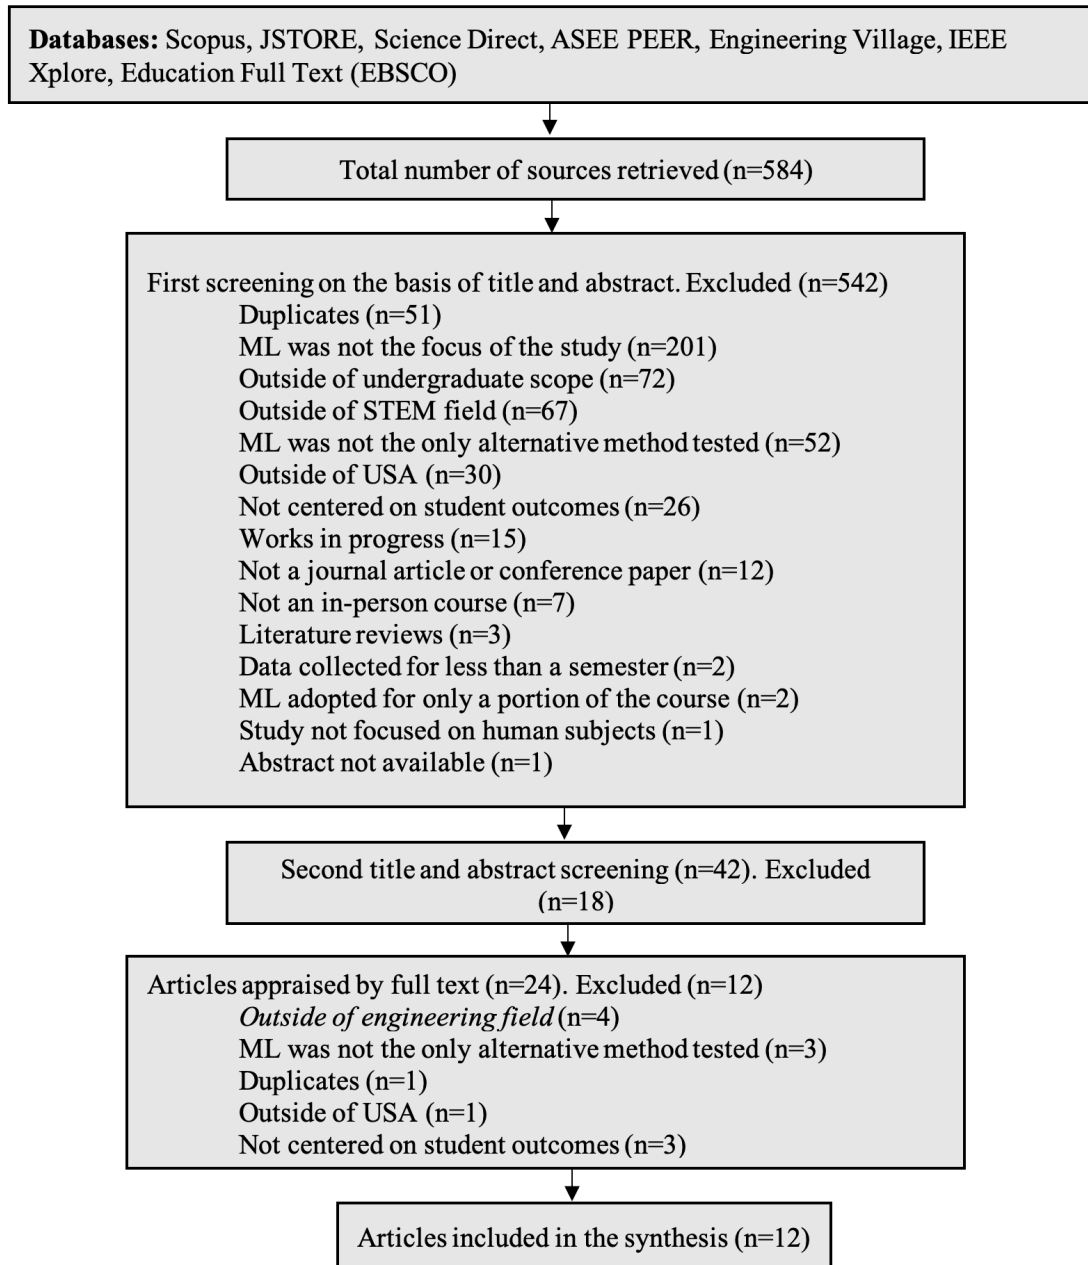 Databases: Scopus, JSTORE, Science Direct, ASEE PEER, Engineering Village, IEEE
Xplore, Education Full Text (EBSCO)
Total number of sources retrieved (n=584)
First screening on the basis of title and abstract. Excluded (n=542)
Duplicates (n=51)
ML was not the focus of the study (n=201)
Outside of undergraduate scope (n=72)
Outside of STEM field (n=67)
ML was not the only alternative method tested (n=52)
Outside of USA (n=30)
Not centered on student outcomes (n=26)
Works in progress (n=15)
Not a journal article or conference paper (n=12)
Not an in-person course (n=7)
Literature reviews (n=3)
Data collected for less than a semester (n=2)
ML adopted for only a portion of the course (n=2)
Study not focused on human subjects (n=1)
Abstract not available (n=1)
Second title and abstract screening (n=42). Excluded
(n=18)
Articles appraised by full text (n=24). Excluded (n=12)
Outside of engineering field (n=4)
ML was not the only alternative method tested (n=3)
Duplicates (n=1)
Outside of USA (n=1)
Not centered on student outcomes (n=3)
Articles included in the synthesis (n=12)